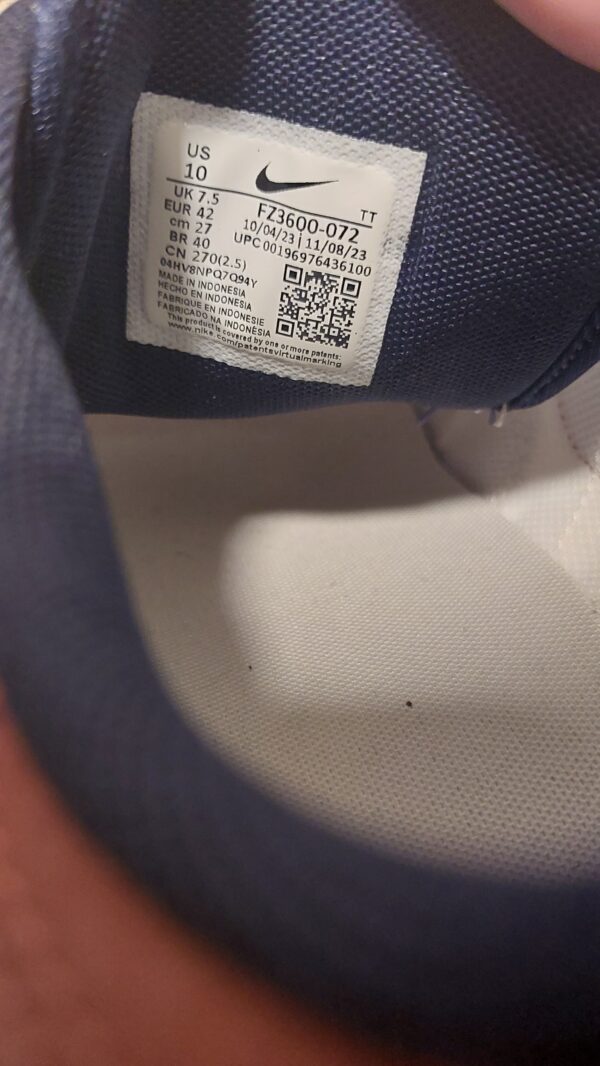 US
10
UK 7.5
EUR 42
cm 27
BR 40
CN 270(2.5)
FZ3600-072 TT
10/04/23 | 11/08/23
UPC 00196976436100
04HV8NPQ7Q94Y
MADE IN INDONESIA
HECHO EN INDONESIA
FABRIQUE EN INDONESIE
FABRICADO NA INDONÉSIA
This product is covered by one or more patents:
www.nike.com/patentsvirtualmarking